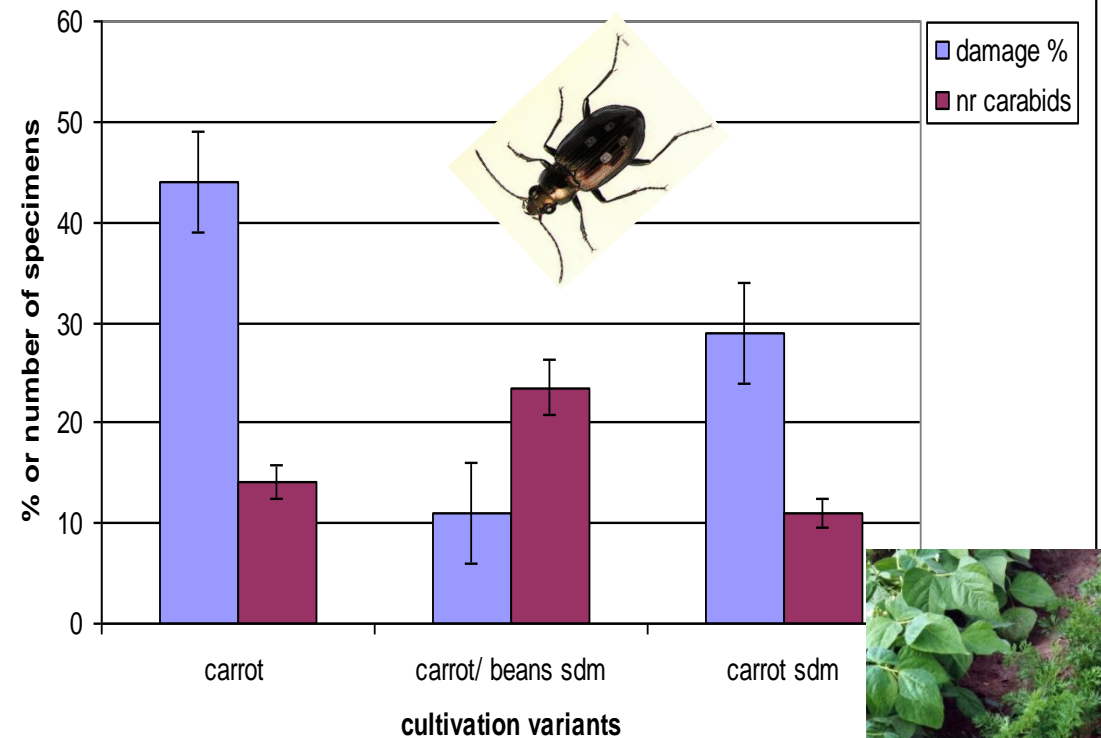 % or number of specimens
60
50
40
30
20
10
0
damage %
nr carabids
carrot
carrot/ beans sdm
carrot sdm
cultivation variants